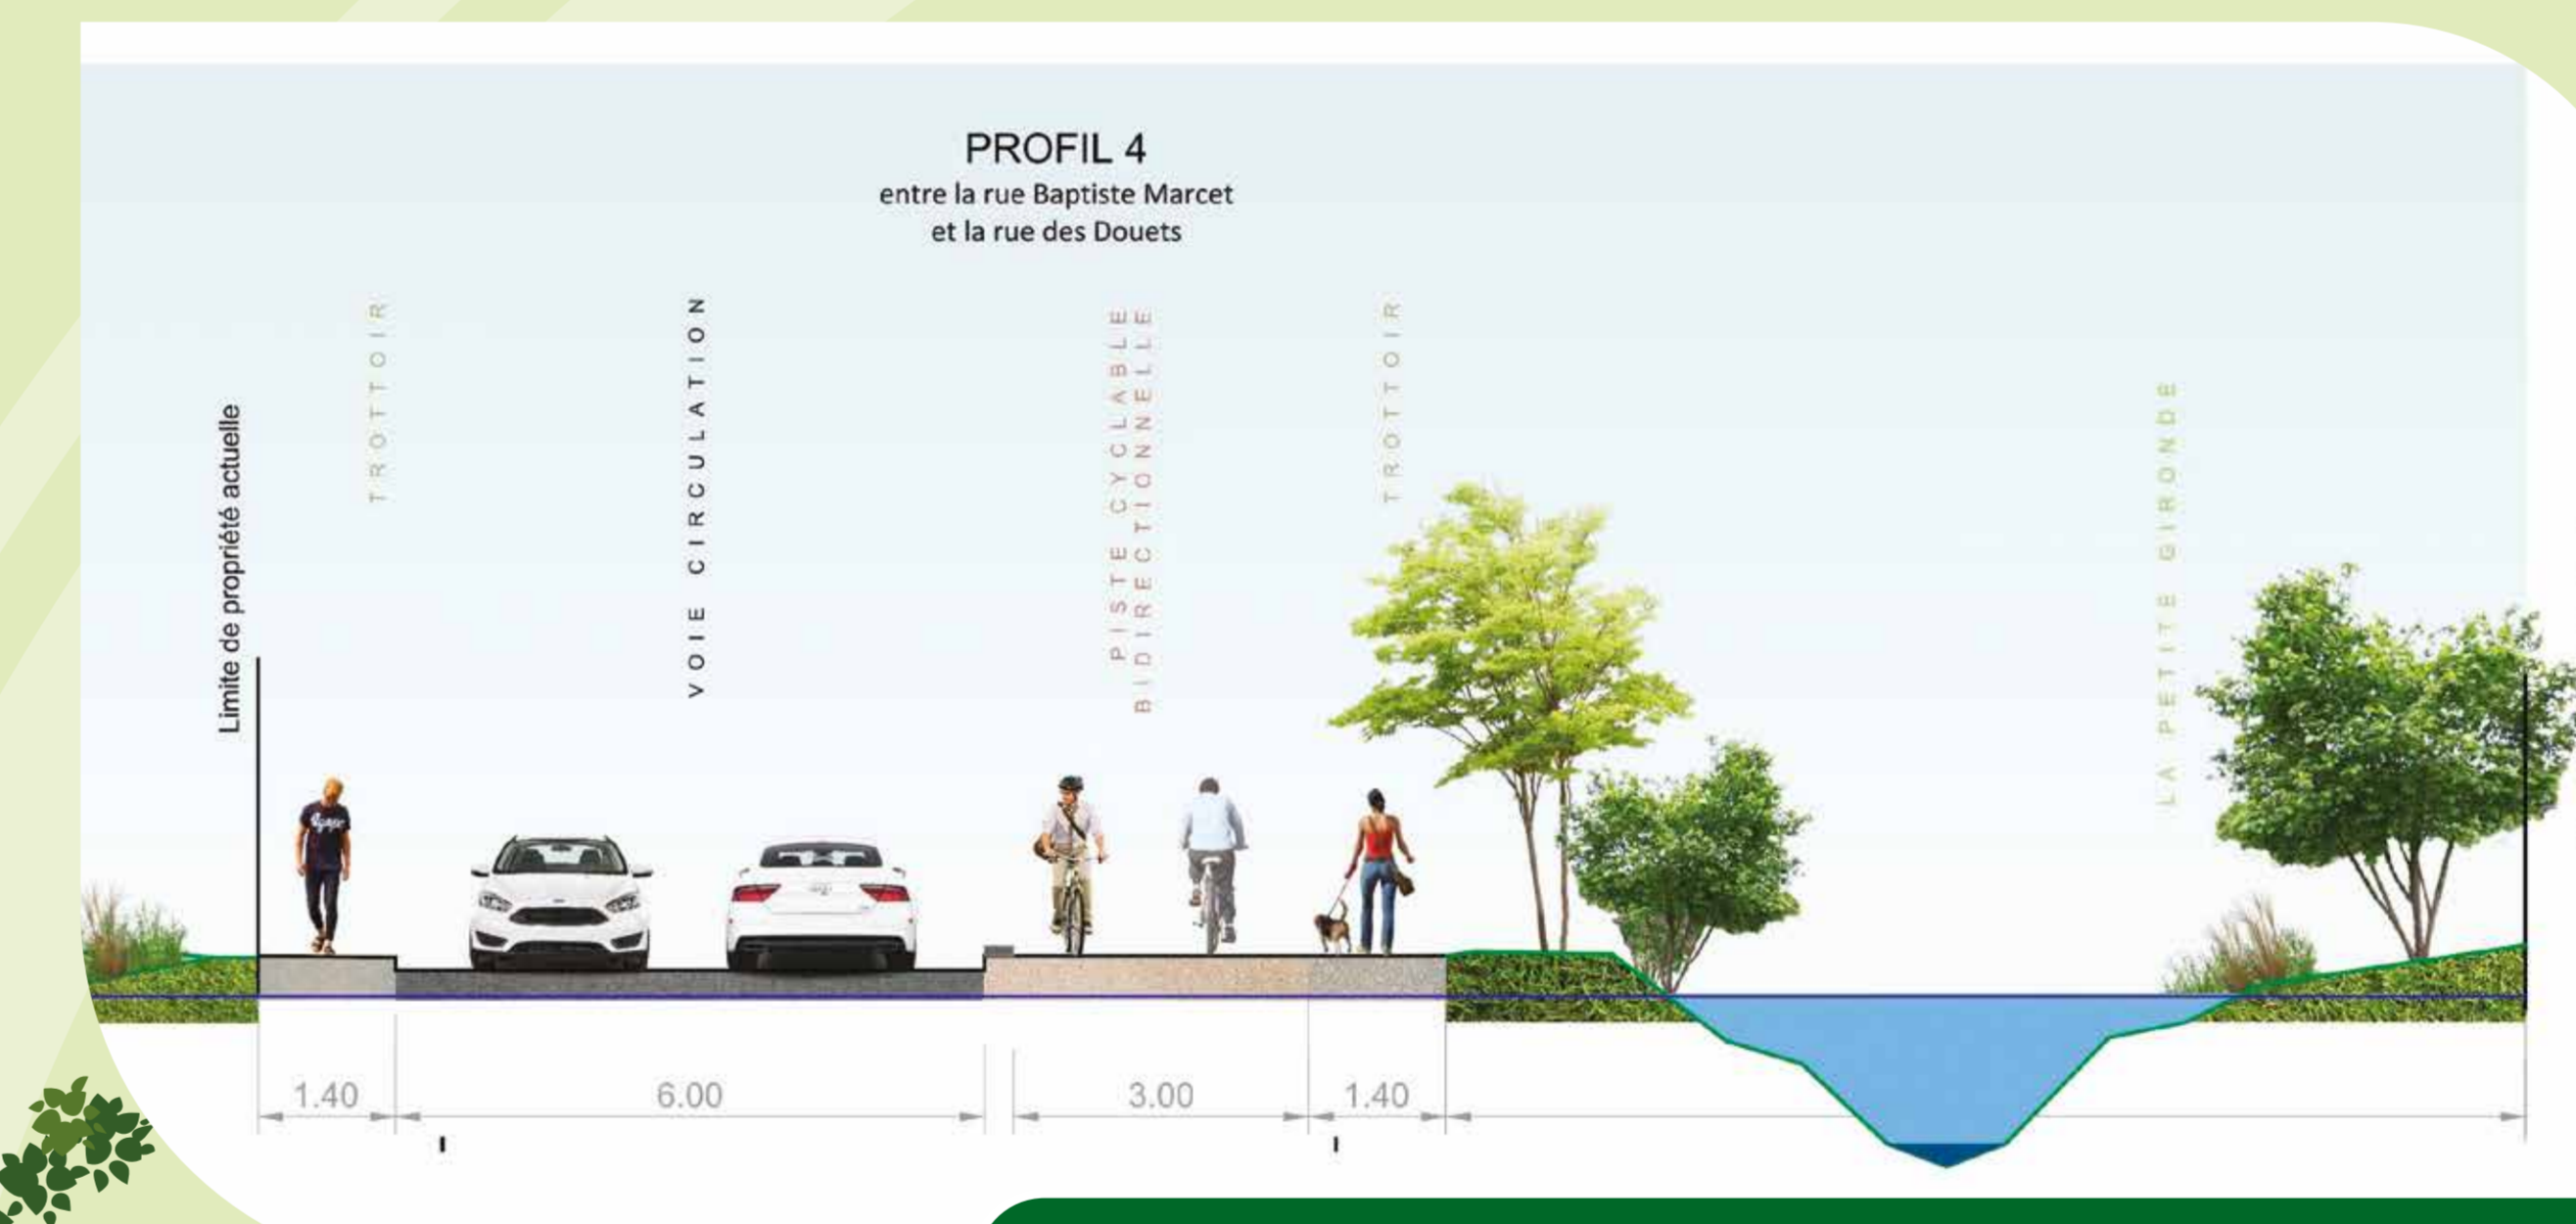 PROFIL 4
entre la rue Baptiste Marcet
et la rue des Douets
Limite de propriété actuelle
TROTTOIR
VOIE CIRCULATION
PISTE CYCLABLE
BIDIRECTIONNELLE
TROTTOIR
LA PETITE GIRONDE
1.40
6.00
3.00
1.40